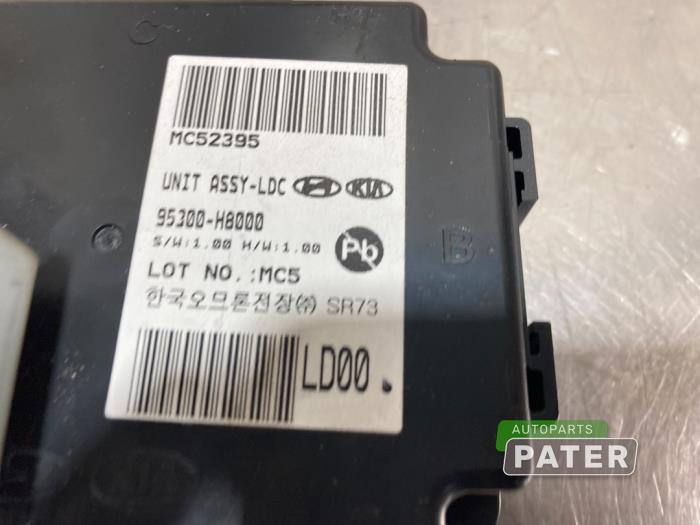 MC52395
UNIT ASSY-LDC KIA
95300-H8000
S/W:1.00 H/W:1.00
Pb
LOT NO.:MC5
한국오므론전장㈜ SR73
LD00.
B
AUTOPARTS
PATER